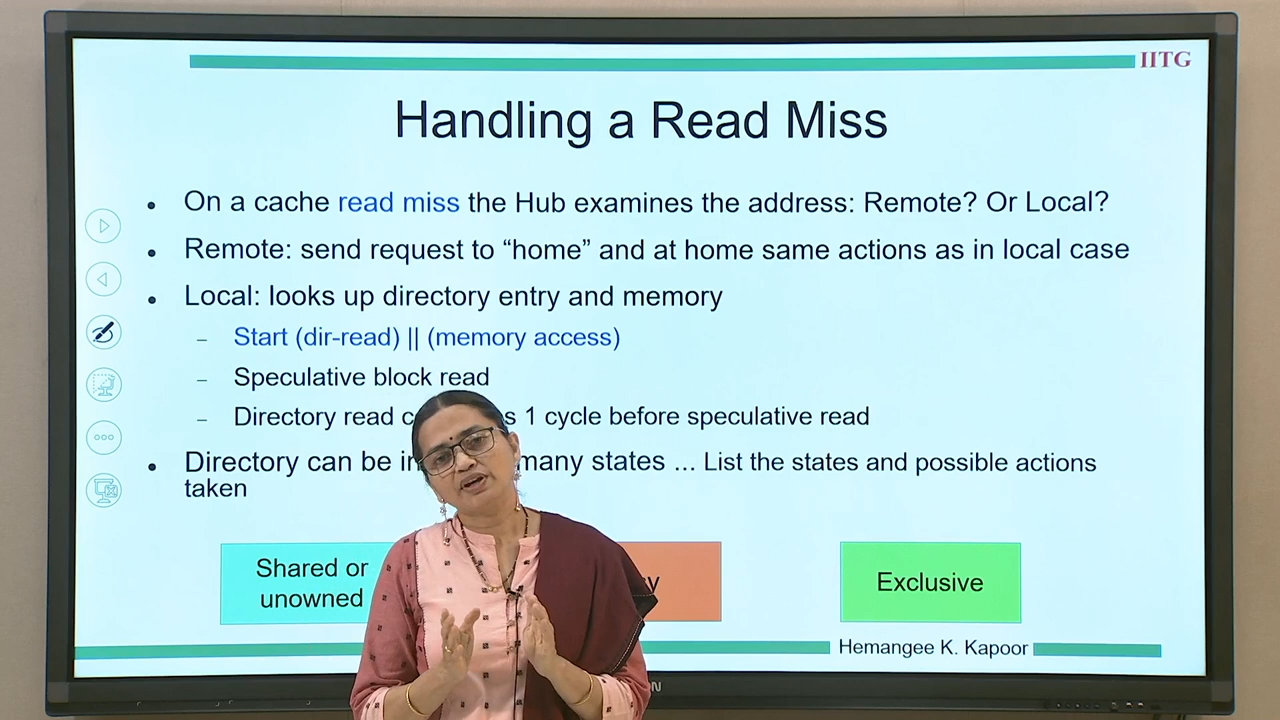 IITG
Handling a Read Miss
• On a cache read miss the Hub examines the address: Remote? Or Local?
• Remote: send request to “home” and at home same actions as in local case
• Local: looks up directory entry and memory
– Start (dir-read) || (memory access)
– Speculative block read
– Directory read 1 cycle before speculative read
• Directory can be many states ... List the states and possible actions
taken
Shared or
unowned
Exclusive
Hemangee K. Kapoor